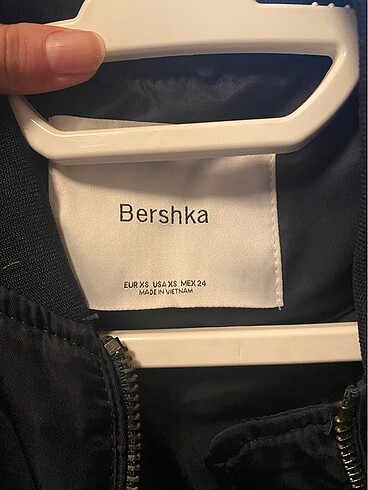 Bershka
EUR XS USA XS MEX 24
MADE IN VIETNAM